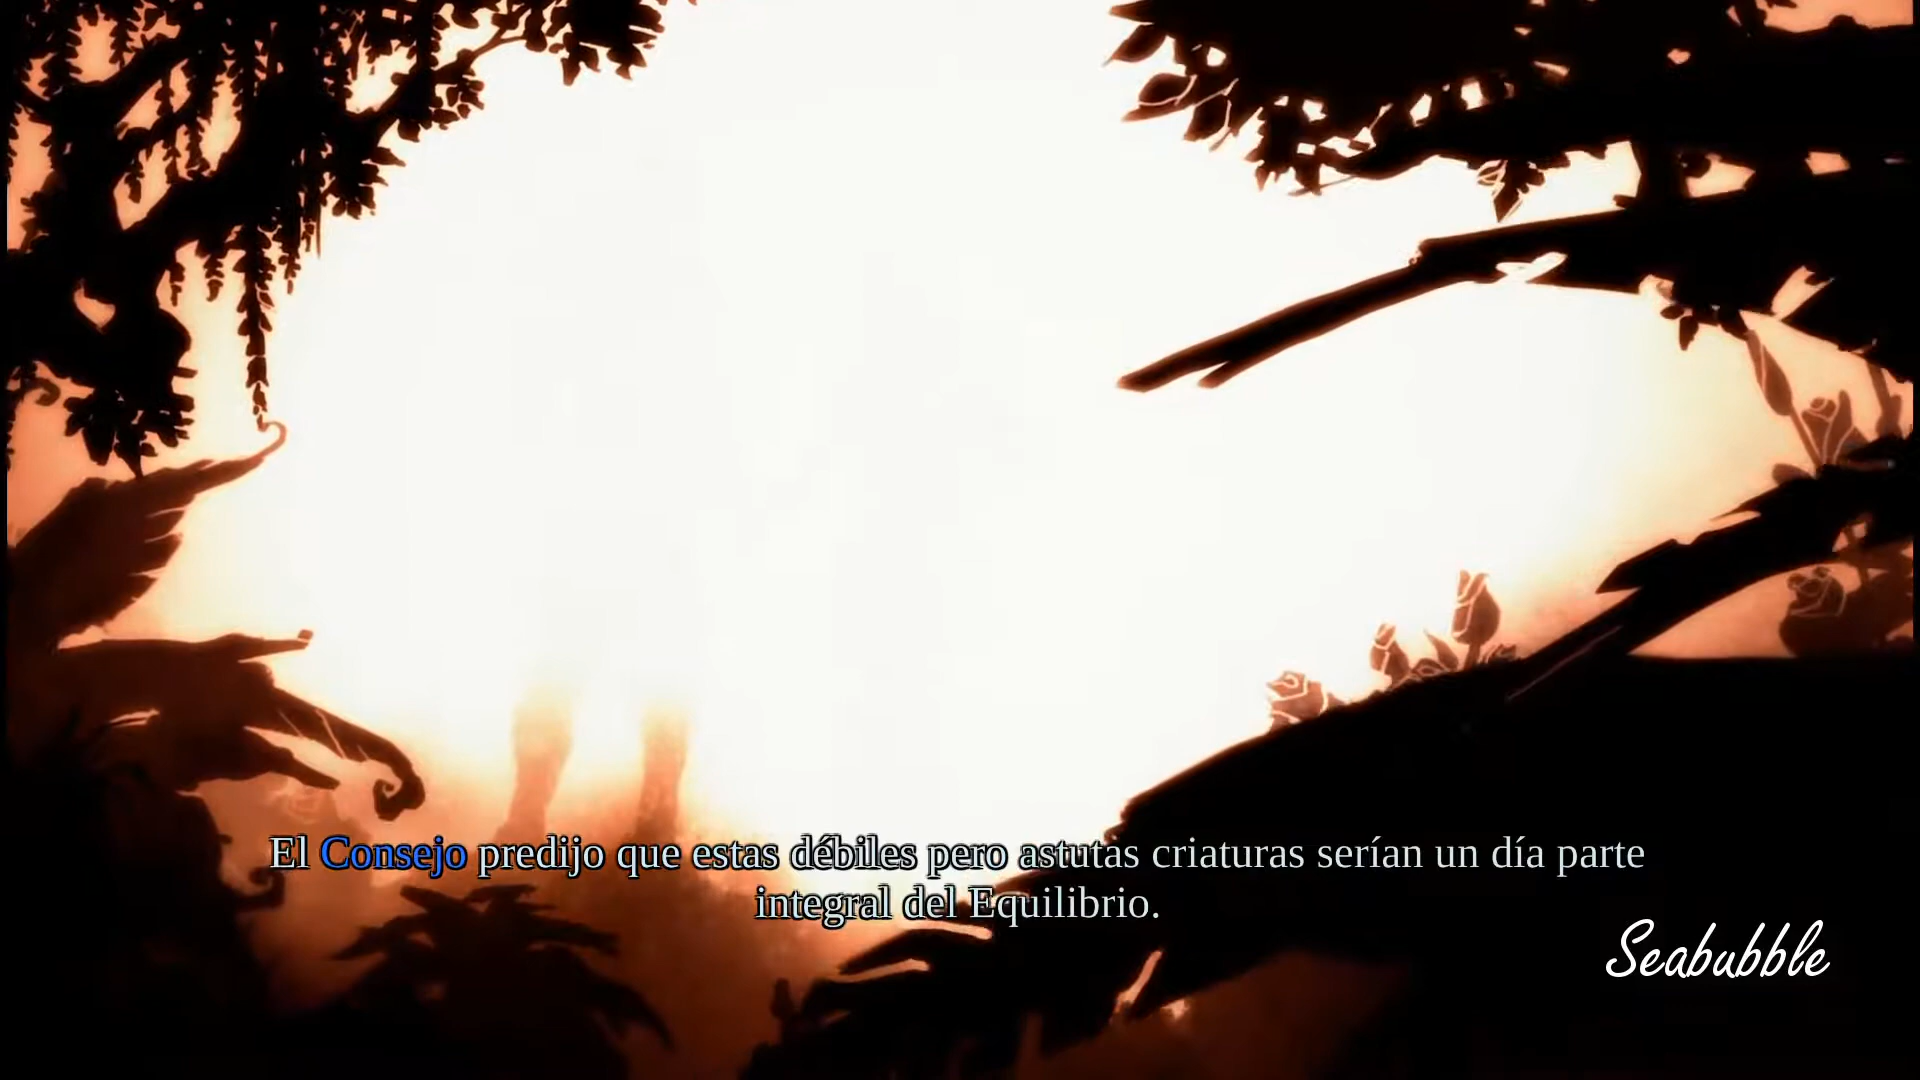 El Consejo predijo que estas débiles pero astutas criaturas serían un día parte
integral del Equilibrio.
Seabubble